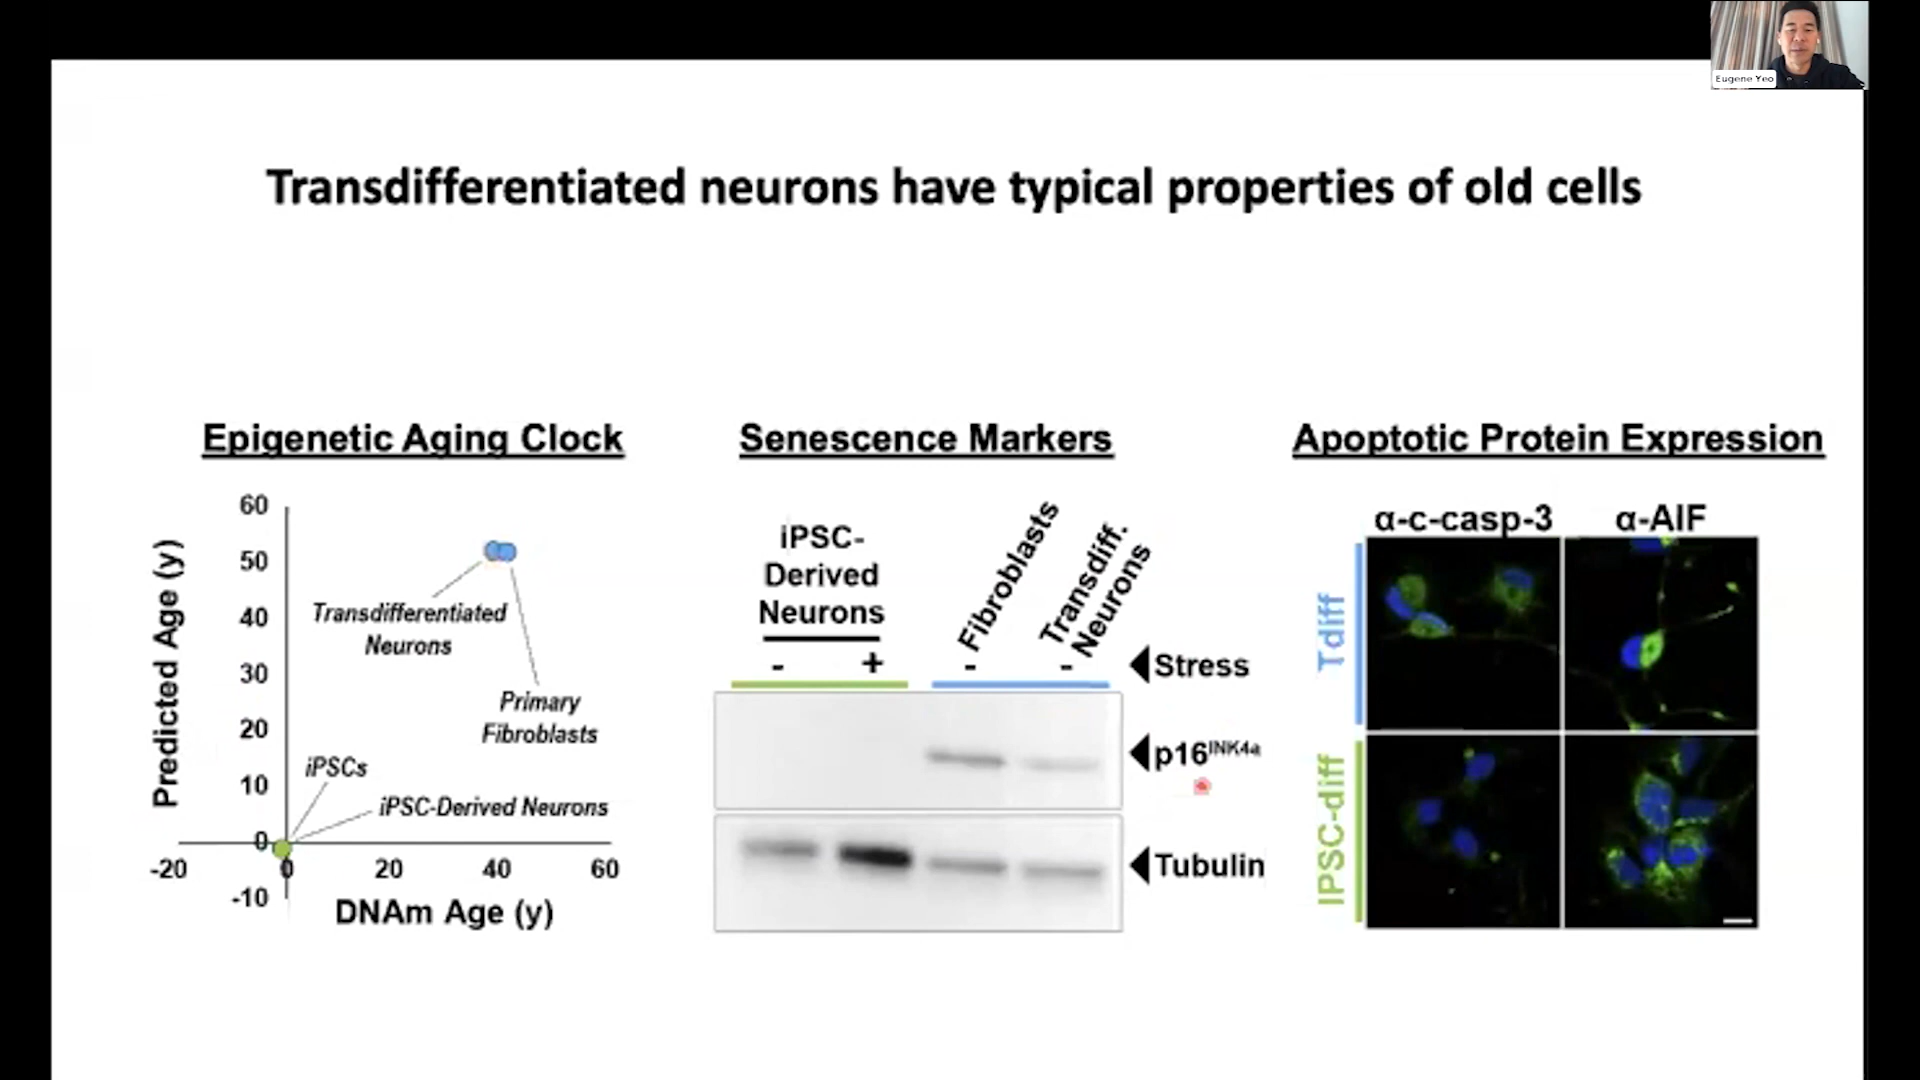 Eugene Yeo
Transdifferentiated neurons have typical properties of old cells
Epigenetic Aging Clock
60
50
40
30
20
10
0
-10
Predicted Age (y)
Transdifferentiated
Neurons
Primary
Fibroblasts
iPSCs
iPSC-Derived Neurons
-20
0
20
40
60
DNAm Age (y)
Senescence Markers
iPSC-
Derived
Neurons
Fibroblasts
Transdiff.
Neurons
- + - -
Stress
p16INK4a
Tubulin
Apoptotic Protein Expression
α-c-casp-3
α-AIF
Tdiff
IPSC-diff